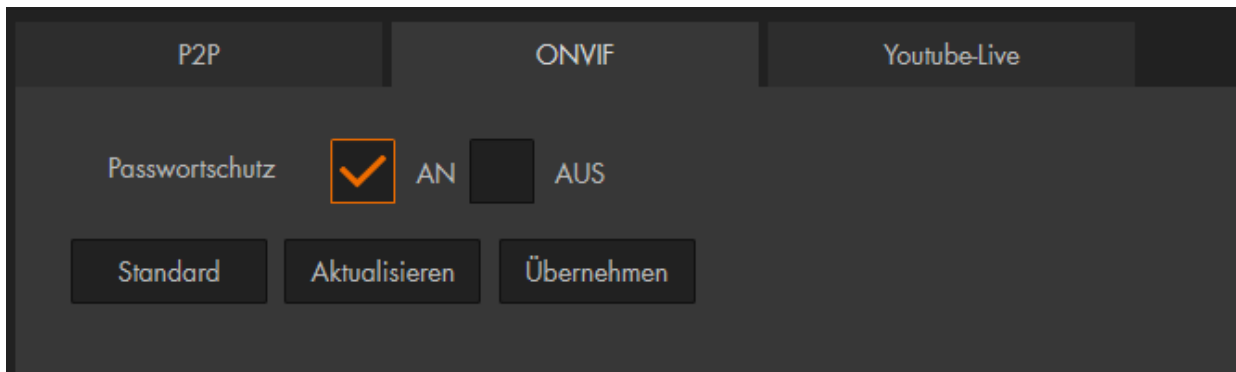 P2P ONVIF Youtube-Live
Passwortschutz AN AUS
Standard Aktualisieren Übernehmen